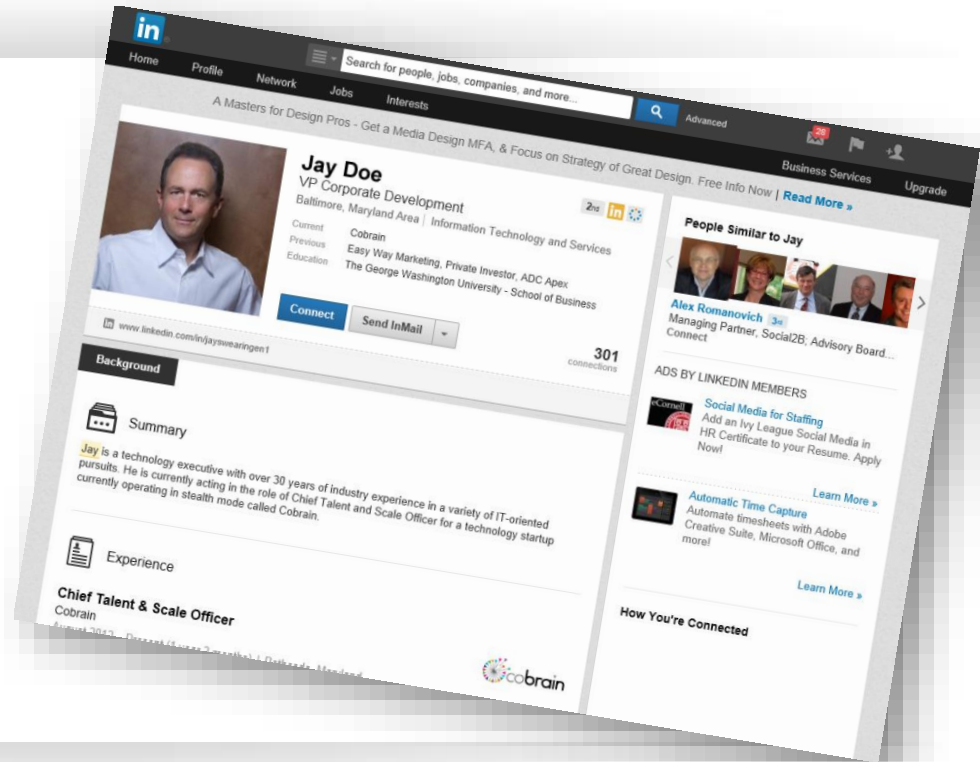 in
Search for people, jobs, companies, and more...
Advanced
28
Home Profile Network Jobs Interests
Business Services Upgrade
A Masters for Design Pros - Get a Media Design MFA, & Focus on Strategy of Great Design. Free Info Now | Read More »
Jay Doe
2nd in
VP Corporate Development
Baltimore, Maryland Area | Information Technology and Services
Current Cobrain
Previous Easy Way Marketing, Private Investor, ADC Apex
Education The George Washington University - School of Business
Connect Send InMail
301
connections
in www.linkedin.com/in/jayswearingen1
Background
Summary
Jay is a technology executive with over 30 years of industry experience in a variety of IT-oriented
pursuits. He is currently acting in the role of Chief Talent and Scale Officer for a technology startup
currently operating in stealth mode called Cobrain.
Experience
Chief Talent & Scale Officer
Cobrain
cobrain
People Similar to Jay
Alex Romanovich 3rd
Managing Partner, Social2B; Advisory Board...
Connect
ADS BY LINKEDIN MEMBERS
eCornell
Social Media for Staffing
Add an Ivy League Social Media in
HR Certificate to your Resume. Apply
Now!
Learn More »
Automatic Time Capture
Automate timesheets with Adobe
Creative Suite, Microsoft Office, and
more!
Learn More »
How You're Connected